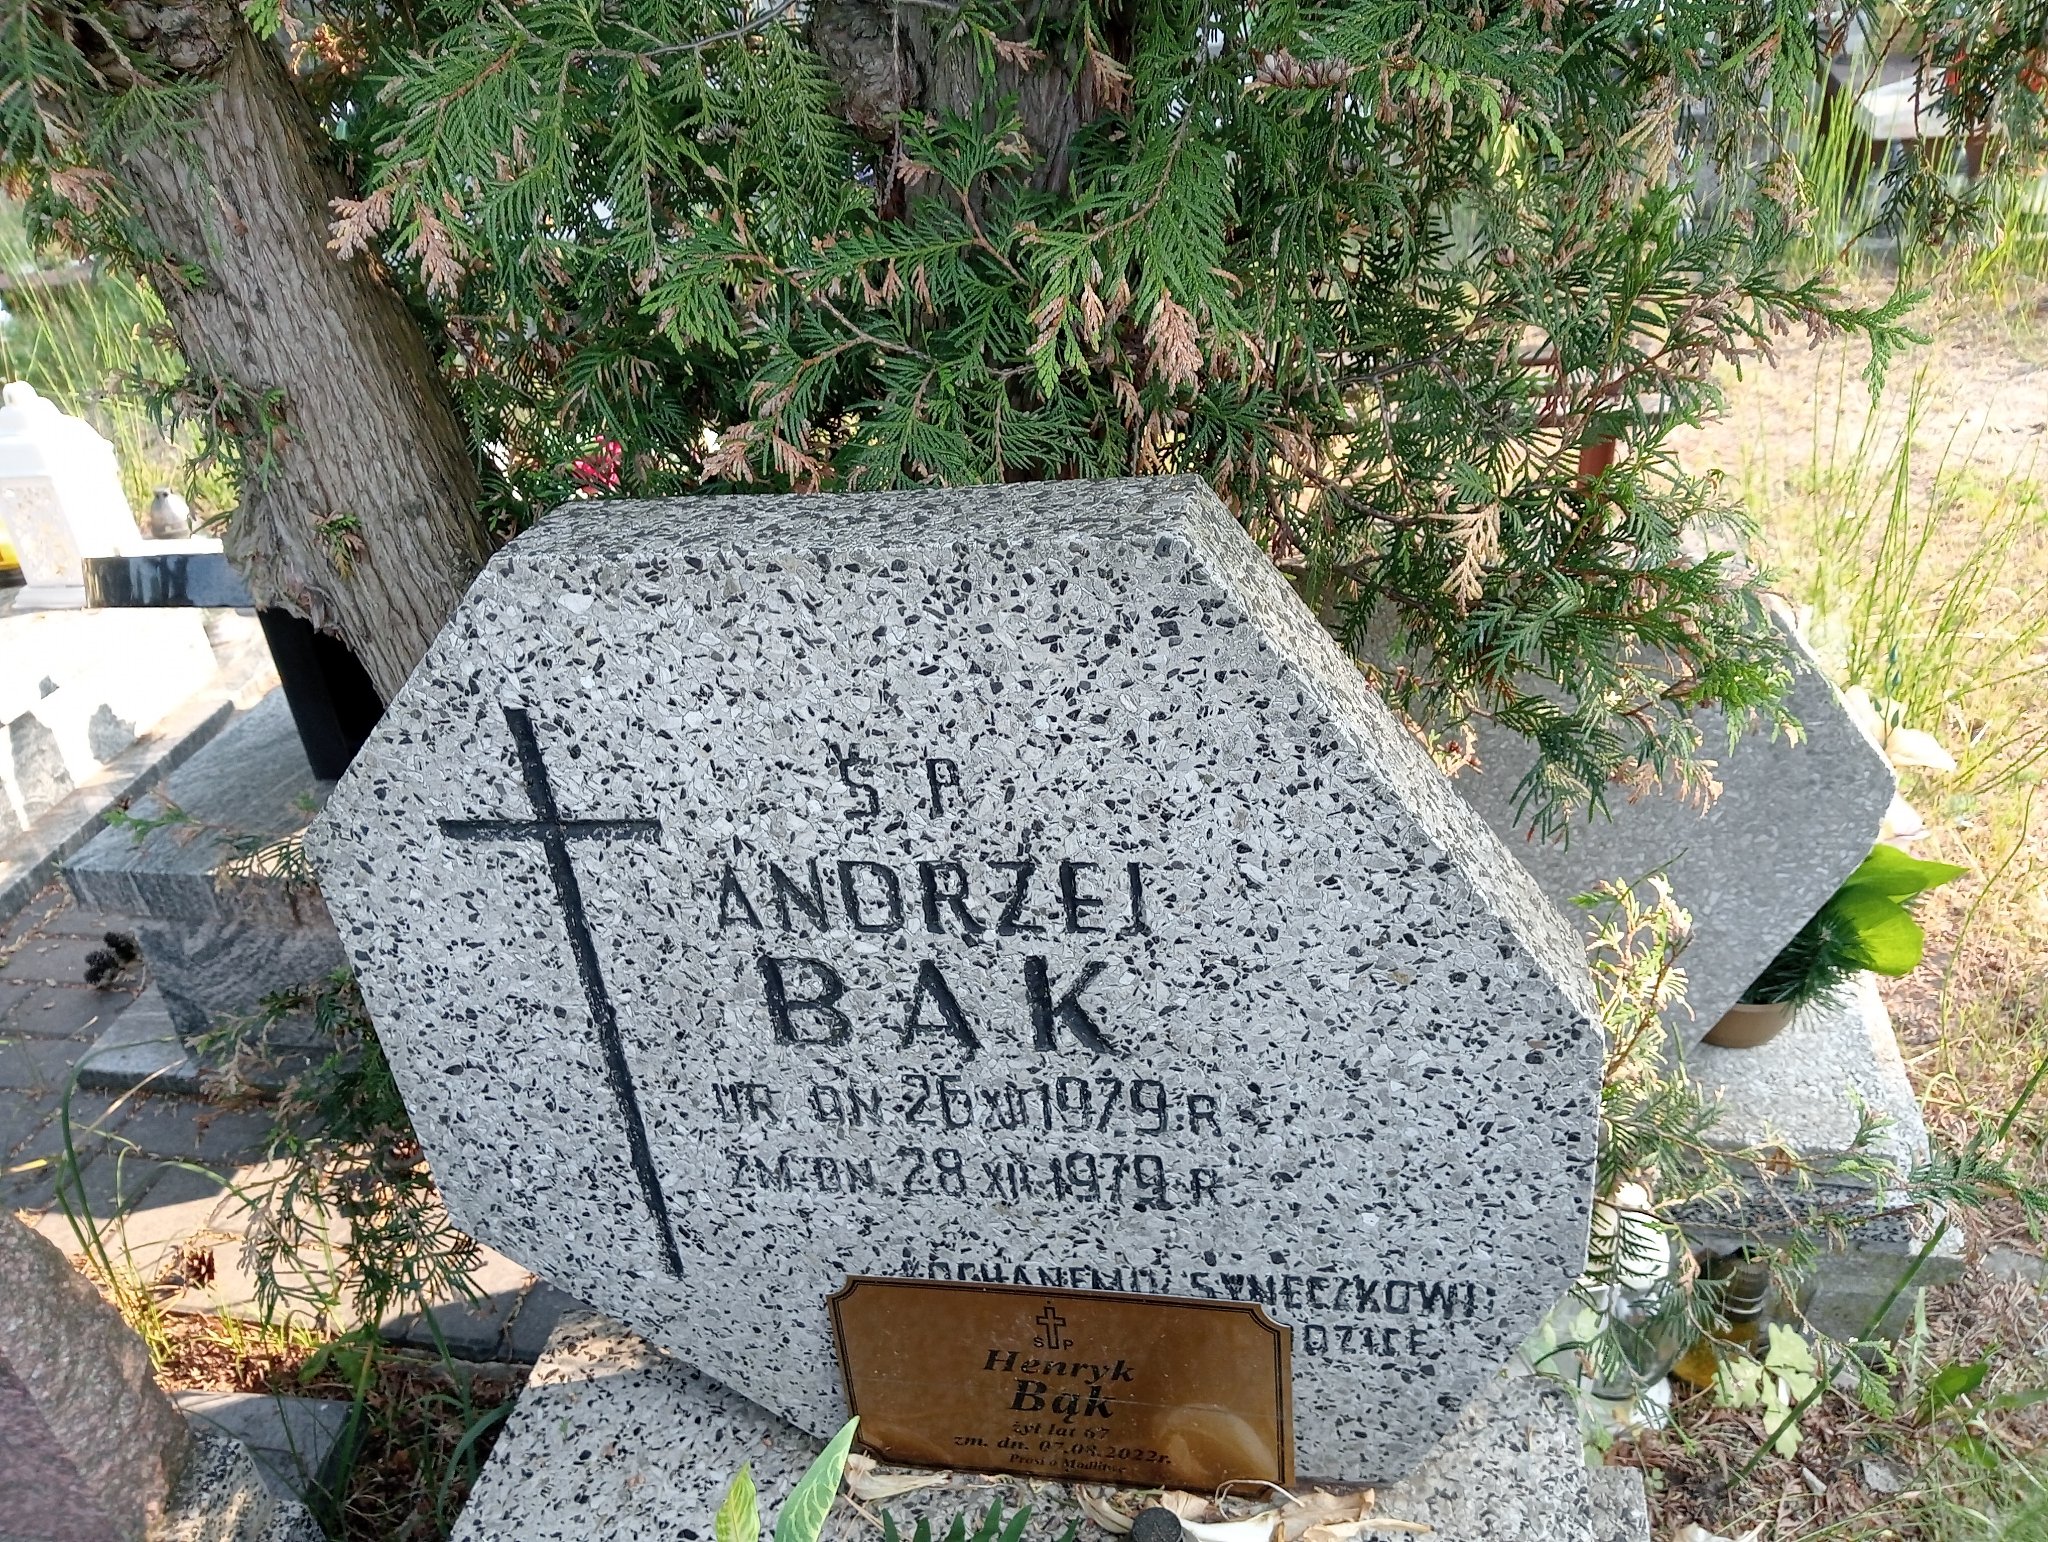 Ś P
ANDRZEJ
BĄK
UR. DN. 26 XII 1979. R
ZM. DN. 28 XII. 1979. R
KOCHANEMU SYNECZKOWI
S P
Henryk
Bąk
żył lat 67
zm. dn. 07.08.2022r.
Prosi o Modlitwę